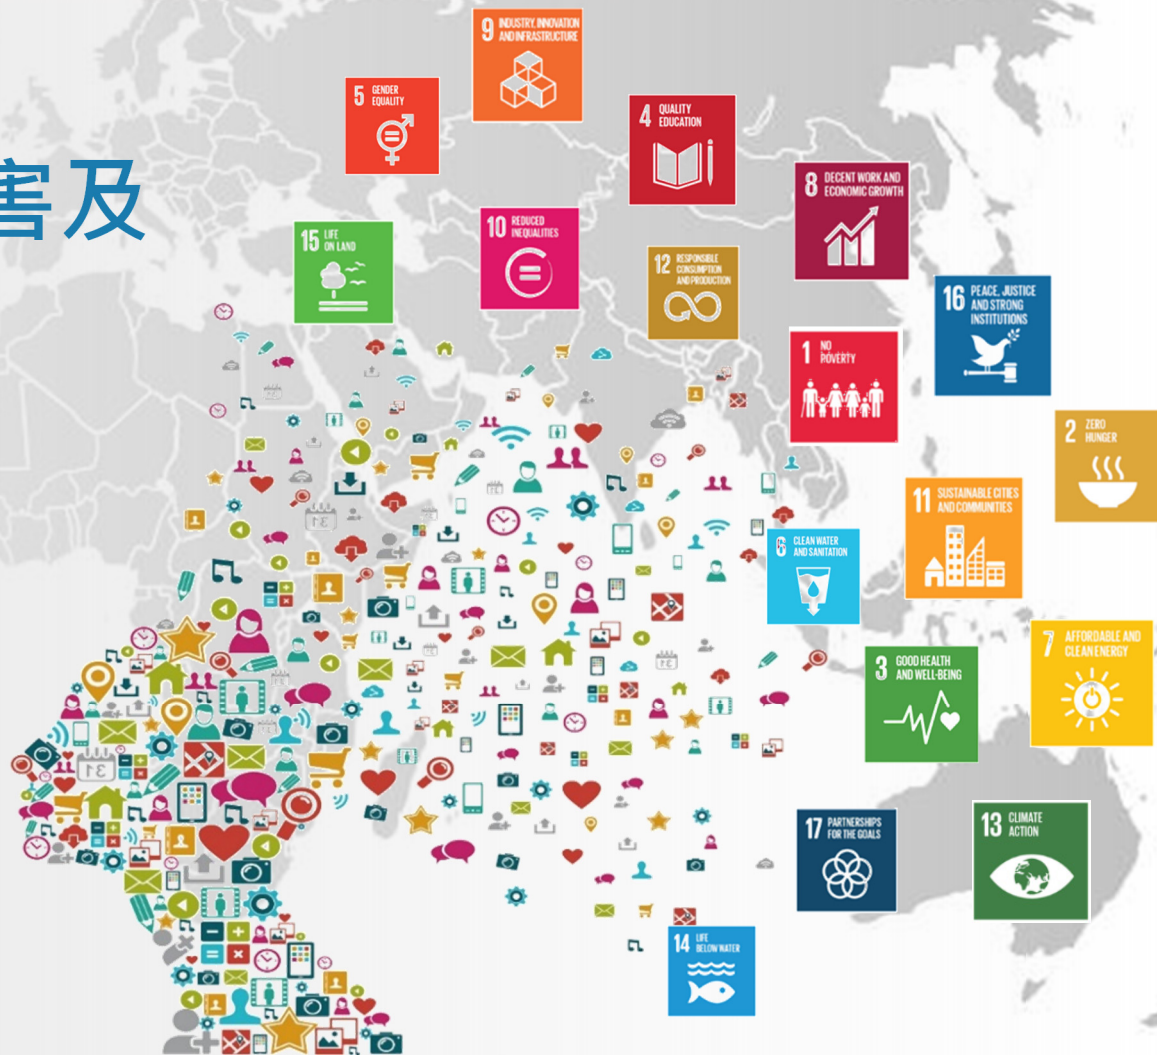 9 INDUSTRY, INNOVATION
AND INFRASTRUCTURE
5 GENDER
EQUALITY
4 QUALITY
EDUCATION
害及
8 DECENT WORK AND
ECONOMIC GROWTH
15 LIFE
ON LAND
10 REDUCED
INEQUALITIES
12 RESPONSIBLE
CONSUMPTION
AND PRODUCTION
16 PEACE, JUSTICE
AND STRONG
INSTITUTIONS
1 NO
POVERTY
2 ZERO
HUNGER
11 SUSTAINABLE CITIES
AND COMMUNITIES
6 CLEAN WATER
AND SANITATION
7 AFFORDABLE AND
CLEAN ENERGY
3 GOOD HEALTH
AND WELL-BEING
31
17 PARTNERSHIPS
FOR THE GOALS
13 CLIMATE
ACTION
14 LIFE
BELOW WATER